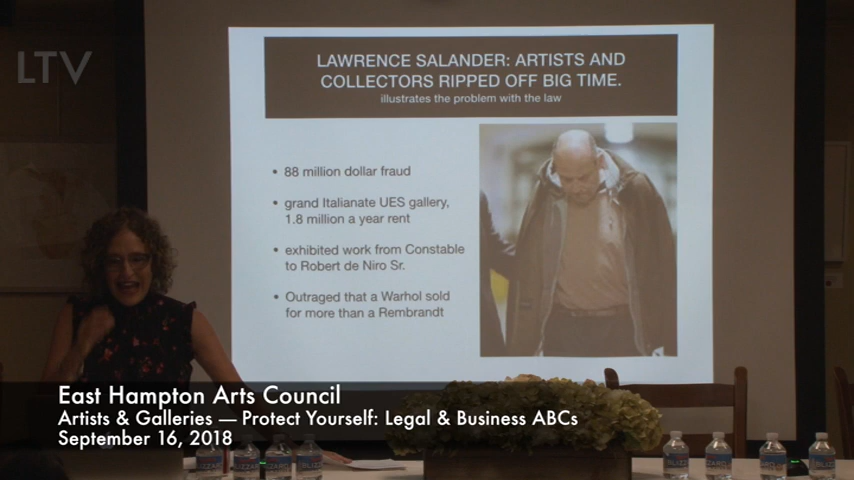 LTV
LAWRENCE SALANDER: ARTISTS AND
COLLECTORS RIPPED OFF BIG TIME.
illustrates the problem with the law
• 88 million dollar fraud
• grand Italianate UES gallery,
1.8 million a year rent
• exhibited work from Constable
to Robert de Niro Sr.
• Outraged that a Warhol sold
for more than a Rembrandt
East Hampton Arts Council
Artists & Galleries — Protect Yourself: Legal & Business ABCs
September 16, 2018